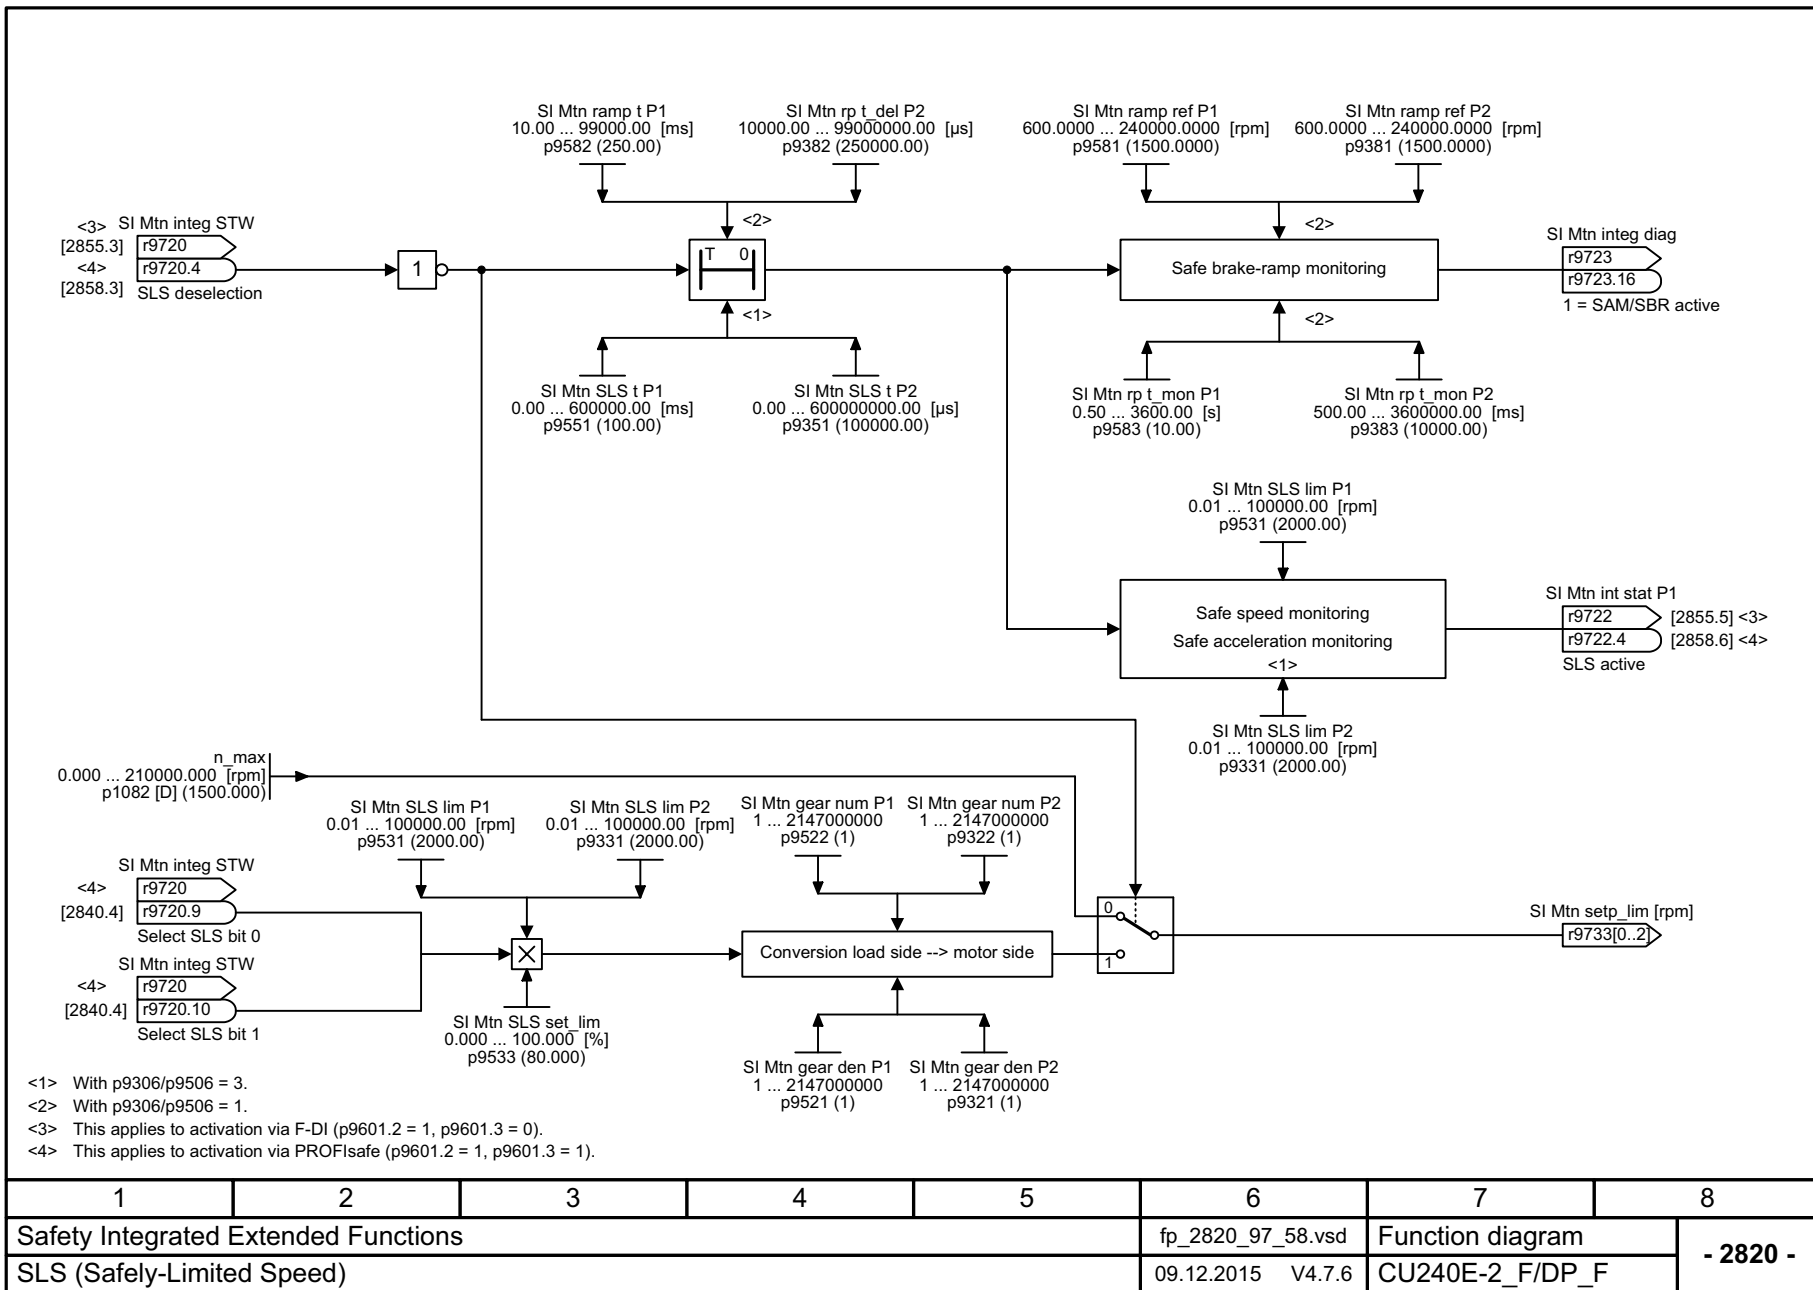 SI Mtn ramp t P1
10.00 ... 99000.00 [ms]
p9582 (250.00)
SI Mtn rp t_del P2
10000.00 ... 99000000.00 [µs]
p9382 (250000.00)
SI Mtn ramp ref P1
600.0000 ... 240000.0000 [rpm]
p9581 (1500.0000)
SI Mtn ramp ref P2
600.0000 ... 240000.0000 [rpm]
p9381 (1500.0000)
<3> SI Mtn integ STW
[2855.3] r9720
<4> r9720.4
[2858.3] SLS deselection
1
<2>
T 0
<1>
<2>
Safe brake-ramp monitoring
<2>
SI Mtn integ diag
r9723
r9723.16
1 = SAM/SBR active
SI Mtn SLS t P1
0.00 ... 600000.00 [ms]
p9551 (100.00)
SI Mtn SLS t P2
0.00 ... 600000000.00 [µs]
p9351 (100000.00)
SI Mtn rp t_mon P1
0.50 ... 3600.00 [s]
p9583 (10.00)
SI Mtn rp t_mon P2
500.00 ... 3600000.00 [ms]
p9383 (10000.00)
SI Mtn SLS lim P1
0.01 ... 100000.00 [rpm]
p9531 (2000.00)
Safe speed monitoring
Safe acceleration monitoring
<1>
SI Mtn int stat P1
r9722 [2855.5] <3>
r9722.4 [2858.6] <4>
SLS active
SI Mtn SLS lim P2
0.01 ... 100000.00 [rpm]
p9331 (2000.00)
n_max
0.000 ... 210000.000 [rpm]
p1082 [D] (1500.000)
SI Mtn SLS lim P1
0.01 ... 100000.00 [rpm]
p9531 (2000.00)
SI Mtn SLS lim P2
0.01 ... 100000.00 [rpm]
p9331 (2000.00)
SI Mtn gear num P1
1 ... 2147000000
p9522 (1)
SI Mtn gear num P2
1 ... 2147000000
p9322 (1)
SI Mtn integ STW
<4> r9720
[2840.4] r9720.9
Select SLS bit 0
SI Mtn integ STW
<4> r9720
[2840.4] r9720.10
Select SLS bit 1
Conversion load side --> motor side
0
1
SI Mtn setp_lim [rpm]
r9733[0..2]
SI Mtn SLS set_lim
0.000 ... 100.000 [%]
p9533 (80.000)
SI Mtn gear den P1
1 ... 2147000000
p9521 (1)
SI Mtn gear den P2
1 ... 2147000000
p9321 (1)
<1> With p9306/p9506 = 3.
<2> With p9306/p9506 = 1.
<3> This applies to activation via F-DI (p9601.2 = 1, p9601.3 = 0).
<4> This applies to activation via PROFIsafe (p9601.2 = 1, p9601.3 = 1).
1 2 3 4 5 6 7 8
Safety Integrated Extended Functions
fp_2820_97_58.vsd
Function diagram
- 2820 -
SLS (Safely-Limited Speed)
09.12.2015 V4.7.6
CU240E-2_F/DP_F